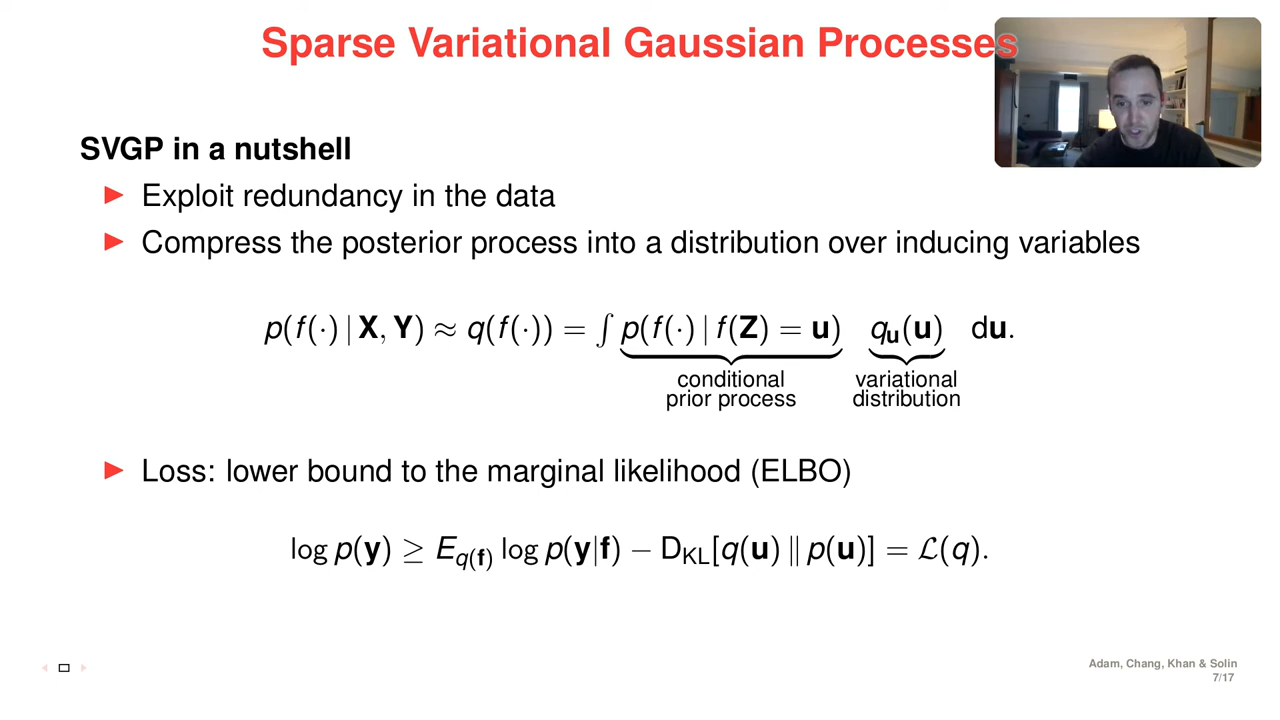 Sparse Variational Gaussian Processes
SVGP in a nutshell
Exploit redundancy in the data
Compress the posterior process into a distribution over inducing variables
p(f(·) | X, Y) ≈ q(f(·)) = ∫ p(f(·) | f(Z) = u) q_u(u) du.
conditional prior process
variational distribution
Loss: lower bound to the marginal likelihood (ELBO)
log p(y) ≥ E_q(f) log p(y|f) − D_KL[q(u) ‖ p(u)] = ℒ(q).
Adam, Chang, Khan & Solin
7/17